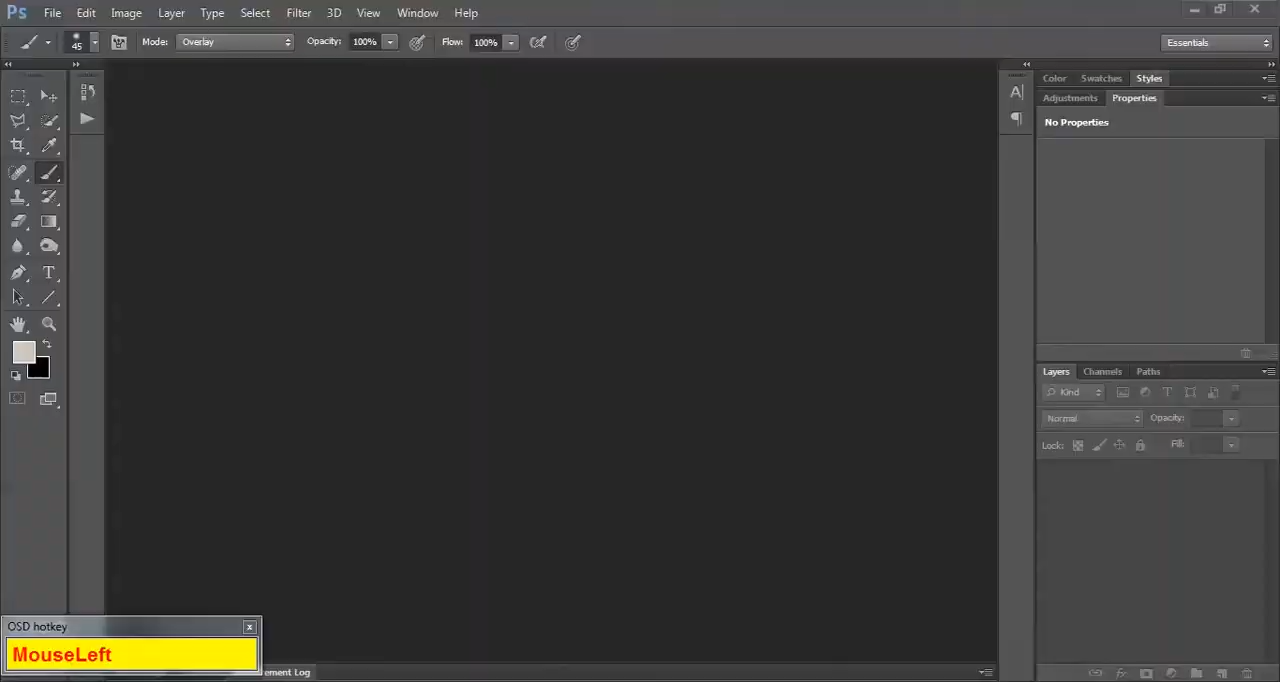 Ps File Edit Image Layer Type Select Filter 3D View Window Help
45 Mode: Overlay Opacity: 100% Flow: 100% Essentials
Color Swatches Styles
Adjustments Properties
No Properties
Layers Channels Paths
Kind
Normal Opacity:
Lock: Fill:
OSD hotkey
MouseLeft
ement Log